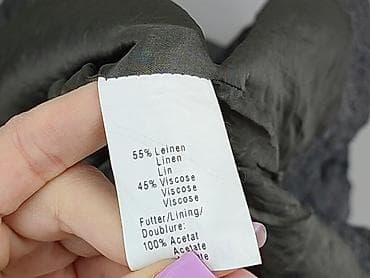 55% Leinen
Linen
Lin
45% Viscose
Viscose
Viscose
Futter/Lining/
Doublure:
100% Acetat
Acetate